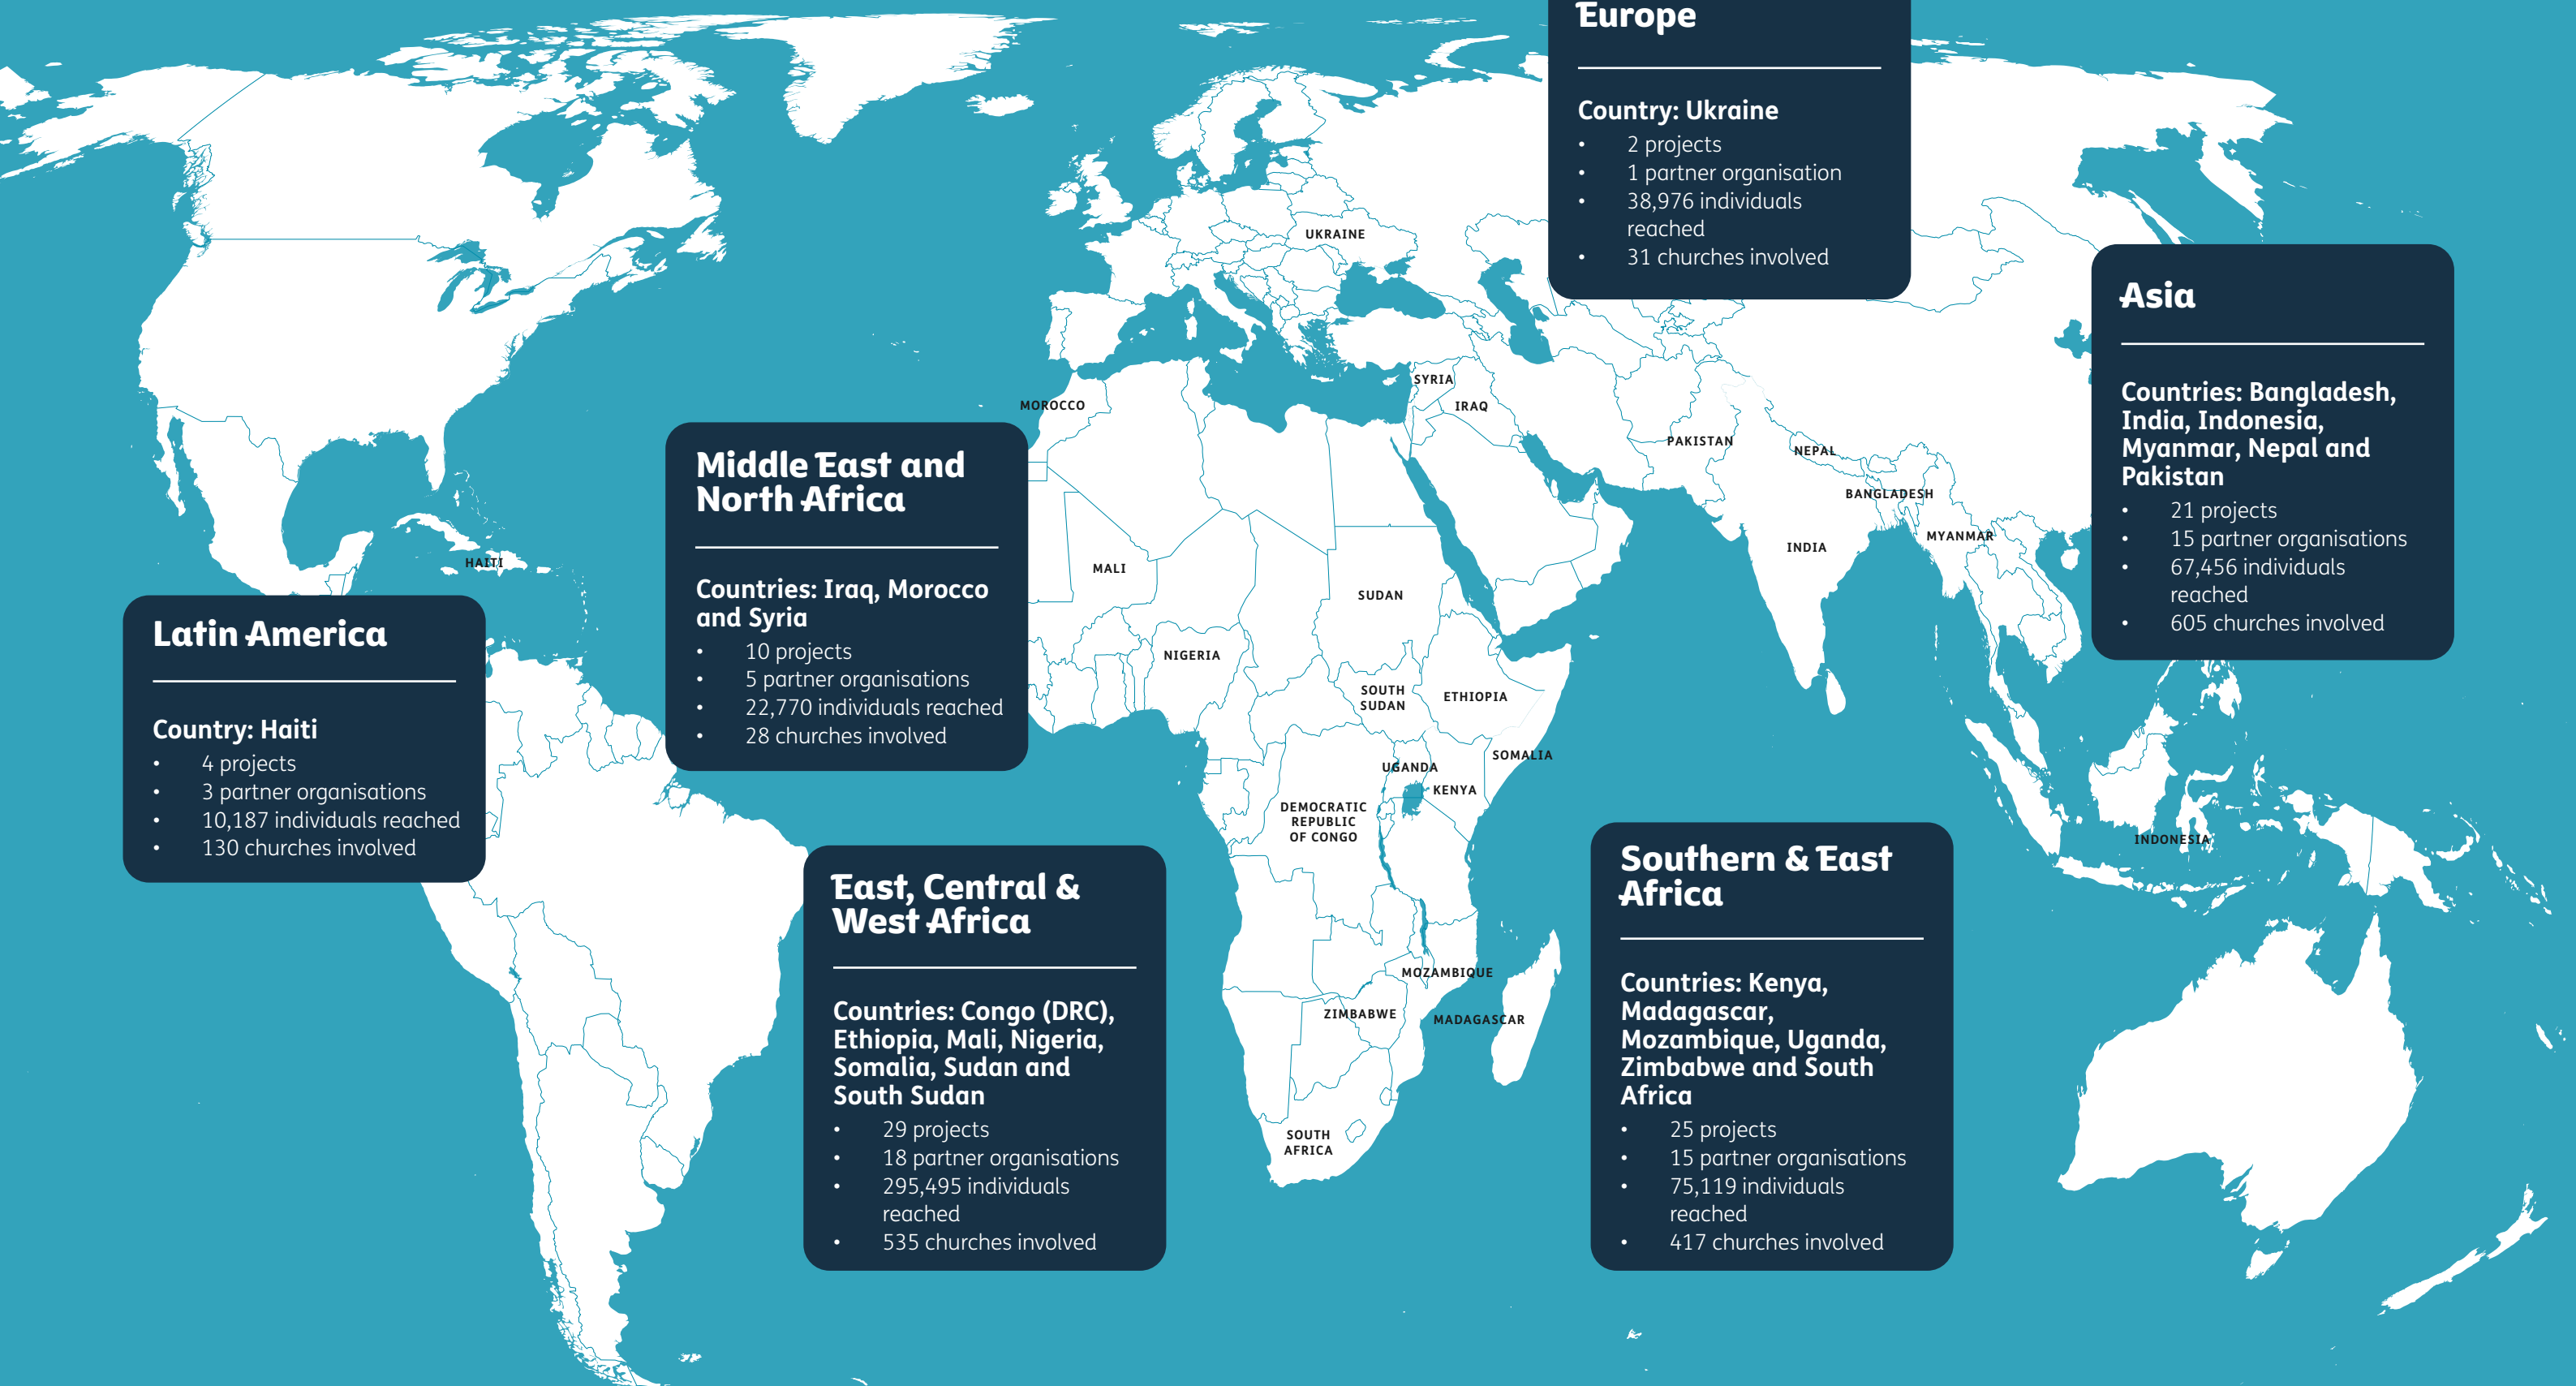 Europe
Country: Ukraine
• 2 projects
• 1 partner organisation
• 38,976 individuals
reached
• 31 churches involved
Asia
Countries: Bangladesh,
India, Indonesia,
Myanmar, Nepal and
Pakistan
• 21 projects
• 15 partner organisations
• 67,456 individuals
reached
• 605 churches involved
Middle East and
North Africa
Countries: Iraq, Morocco
and Syria
• 10 projects
• 5 partner organisations
• 22,770 individuals reached
• 28 churches involved
Latin America
Country: Haiti
• 4 projects
• 3 partner organisations
• 10,187 individuals reached
• 130 churches involved
East, Central &
West Africa
Countries: Congo (DRC),
Ethiopia, Mali, Nigeria,
Somalia, Sudan and
South Sudan
• 29 projects
• 18 partner organisations
• 295,495 individuals
reached
• 535 churches involved
Southern & East
Africa
Countries: Kenya,
Madagascar,
Mozambique, Uganda,
Zimbabwe and South
Africa
• 25 projects
• 15 partner organisations
• 75,119 individuals
reached
• 417 churches involved
UKRAINE
SYRIA
MOROCCO
IRAQ
PAKISTAN
NEPAL
BANGLADESH
MYANMAR
INDIA
HAITI
MALI
SUDAN
NIGERIA
SOUTH
SUDAN
ETHIOPIA
SOMALIA
UGANDA
KENYA
DEMOCRATIC
REPUBLIC
OF CONGO
INDONESIA
MOZAMBIQUE
ZIMBABWE
MADAGASCAR
SOUTH
AFRICA